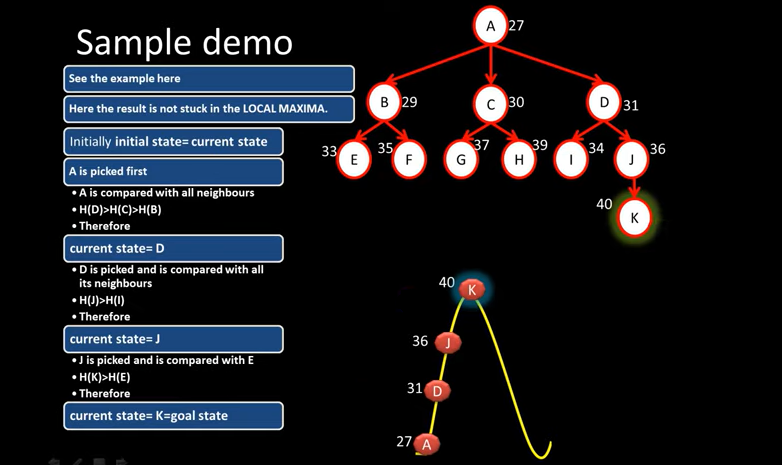 Sample demo
See the example here
Here the result is not stuck in the LOCAL MAXIMA.
Initially initial state= current state
A is picked first
• A is compared with all neighbours
• H(D)>H(C)>H(B)
• Therefore
current state= D
• D is picked and is compared with all
its neighbours
• H(J)>H(I)
• Therefore
current state= J
• J is picked and is compared with E
• H(K)>H(E)
• Therefore
current state= K=goal state
A 27
B 29 C 30 D 31
33 E 35 F G 37 H 39 I 34 J 36
40 K
40 K
36 J
31 D
27 A